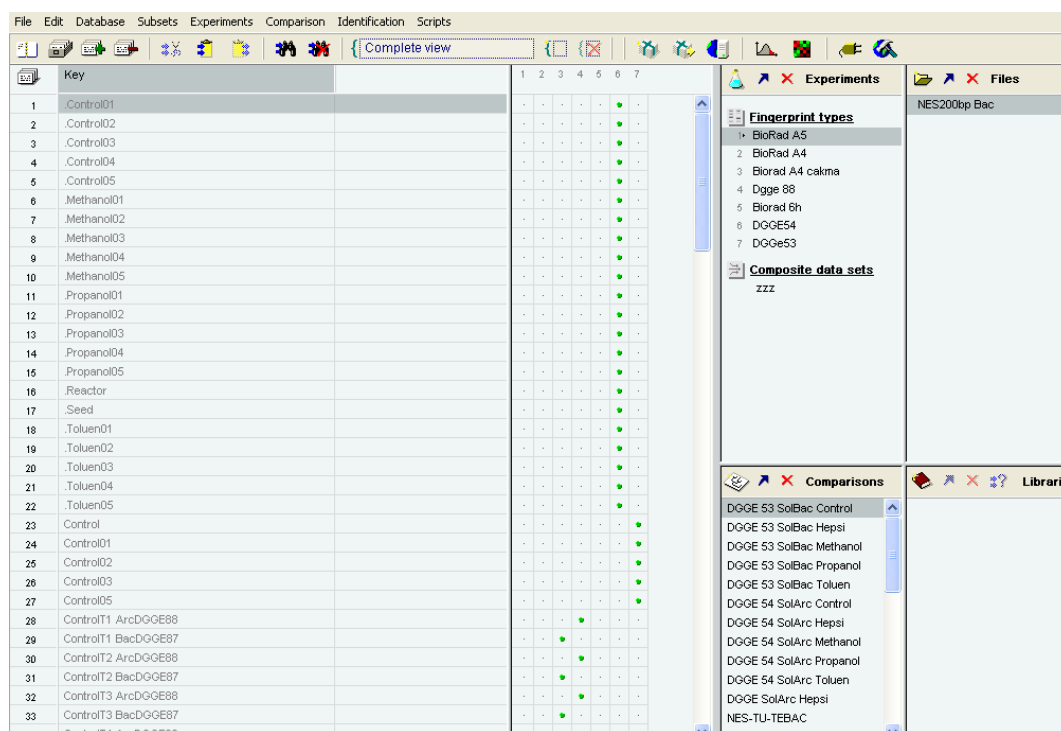 File Edit Database Subsets Experiments Comparison Identification Scripts
Complete view
Key
1 2 3 4 5 6 7
1 .Control01
2 .Control02
3 .Control03
4 .Control04
5 .Control05
6 .Methanol01
7 .Methanol02
8 .Methanol03
9 .Methanol04
10 .Methanol05
11 .Propanol01
12 .Propanol02
13 .Propanol03
14 .Propanol04
15 .Propanol05
16 .Reactor
17 .Seed
18 .Toluen01
19 .Toluen02
20 .Toluen03
21 .Toluen04
22 .Toluen05
23 Control
24 Control01
25 Control02
26 Control03
27 Control05
28 ControlT1 ArcDGGE88
29 ControlT1 BacDGGE87
30 ControlT2 ArcDGGE88
31 ControlT2 BacDGGE87
32 ControlT3 ArcDGGE88
33 ControlT3 BacDGGE87
Experiments
Fingerprint types
1 BioRad A5
2 BioRad A4
3 Biorad A4 cakma
4 Dgge 88
5 Biorad 6h
6 DGGE54
7 DGGe53
Composite data sets
zzz
Files
NES200bp Bac
Comparisons
DGGE 53 SolBac Control
DGGE 53 SolBac Hepsi
DGGE 53 SolBac Methanol
DGGE 53 SolBac Propanol
DGGE 53 SolBac Toluen
DGGE 54 SolArc Control
DGGE 54 SolArc Hepsi
DGGE 54 SolArc Methanol
DGGE 54 SolArc Propanol
DGGE 54 SolArc Toluen
DGGE SolArc Hepsi
NES-TU-TEBAC
Librari